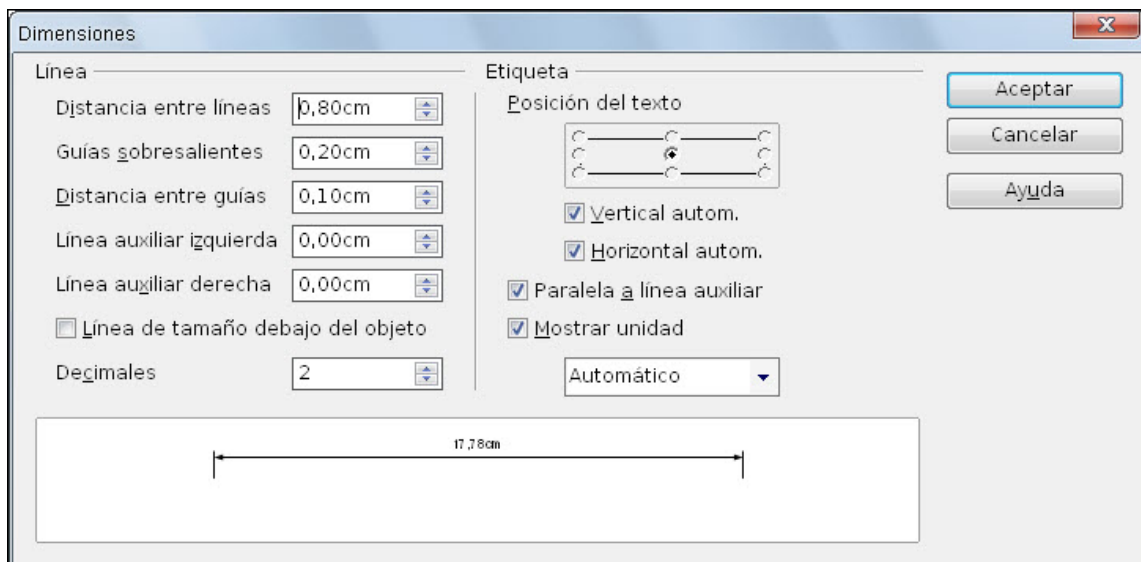 Dimensiones
Línea
Distancia entre líneas 0,80cm
Guías sobresalientes 0,20cm
Distancia entre guías 0,10cm
Línea auxiliar izquierda 0,00cm
Línea auxiliar derecha 0,00cm
Línea de tamaño debajo del objeto
Decimales 2
Etiqueta
Posición del texto
Vertical autom.
Horizontal autom.
Paralela a línea auxiliar
Mostrar unidad
Automático
Aceptar
Cancelar
Ayuda
17,78cm